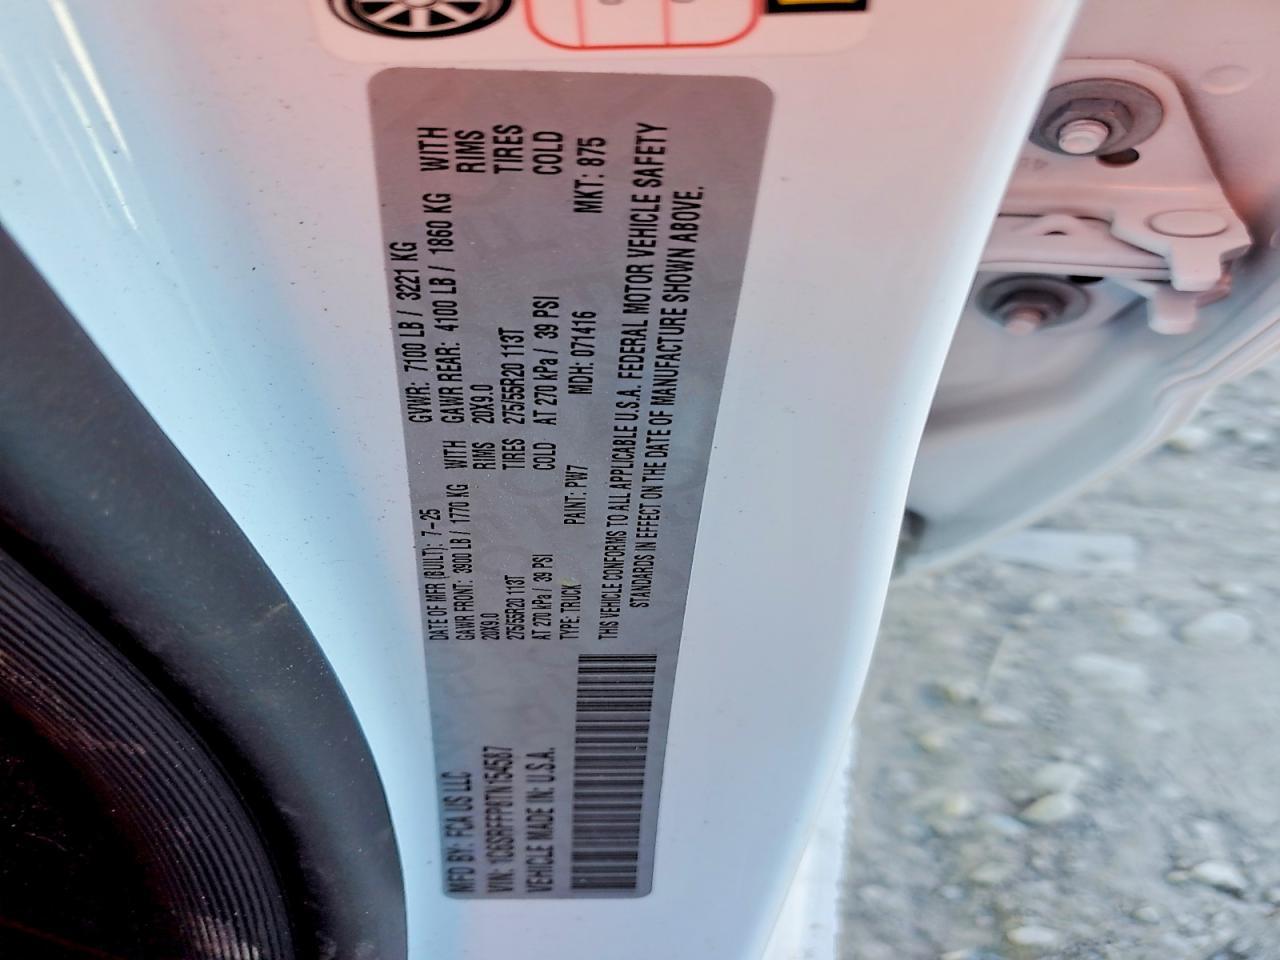 MFD BY: FCA US LLC
VIN: 1C6SRFFP8TN154587
VEHICLE MADE IN: U.S.A.
DATE OF MFR (BUILT): 7-25 GVWR: 7100 LB / 3221 KG
GAWR FRONT: 3900 LB / 1770 KG WITH GAWR REAR: 4100 LB / 1860 KG WITH
20X9.0 RIMS 20X9.0 RIMS
275/55R20 113T TIRES 275/55R20 113T TIRES
AT 270 kPa / 39 PSI COLD AT 270 kPa / 39 PSI COLD
TYPE: TRUCK PAINT: PW7 MDH: 071416 MKT: 875
THIS VEHICLE CONFORMS TO ALL APPLICABLE U.S.A. FEDERAL MOTOR VEHICLE SAFETY
STANDARDS IN EFFECT ON THE DATE OF MANUFACTURE SHOWN ABOVE.